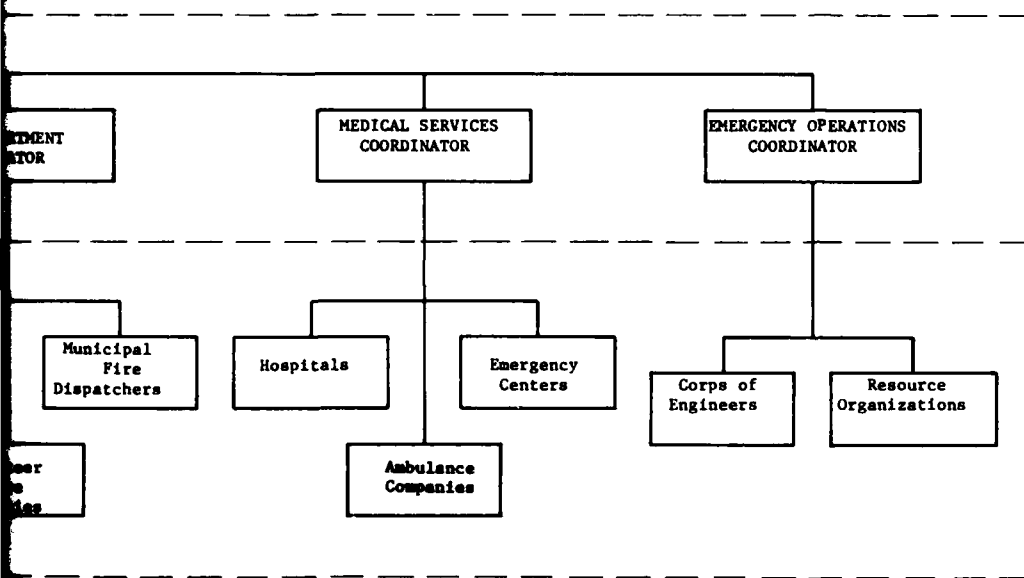 MEDICAL SERVICES
COORDINATOR
EMERGENCY OPERATIONS
COORDINATOR
Municipal
Fire
Dispatchers
Hospitals
Emergency
Centers
Corps of
Engineers
Resource
Organizations
Ambulance
Companies